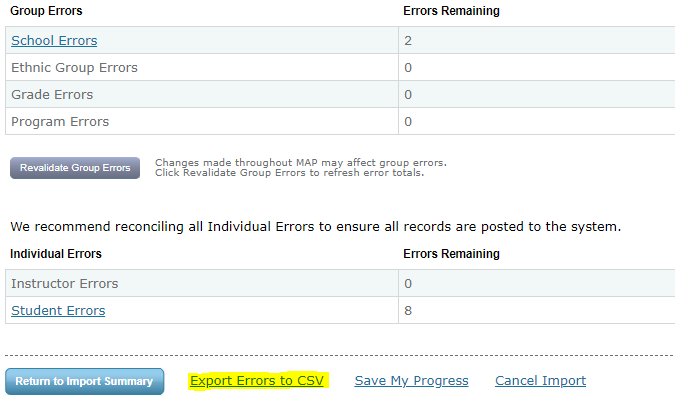 Group Errors Errors Remaining
School Errors 2
Ethnic Group Errors 0
Grade Errors 0
Program Errors 0
Revalidate Group Errors Changes made throughout MAP may affect group errors.
Click Revalidate Group Errors to refresh error totals.
We recommend reconciling all Individual Errors to ensure all records are posted to the system.
Individual Errors Errors Remaining
Instructor Errors 0
Student Errors 8
Return to Import Summary Export Errors to CSV Save My Progress Cancel Import